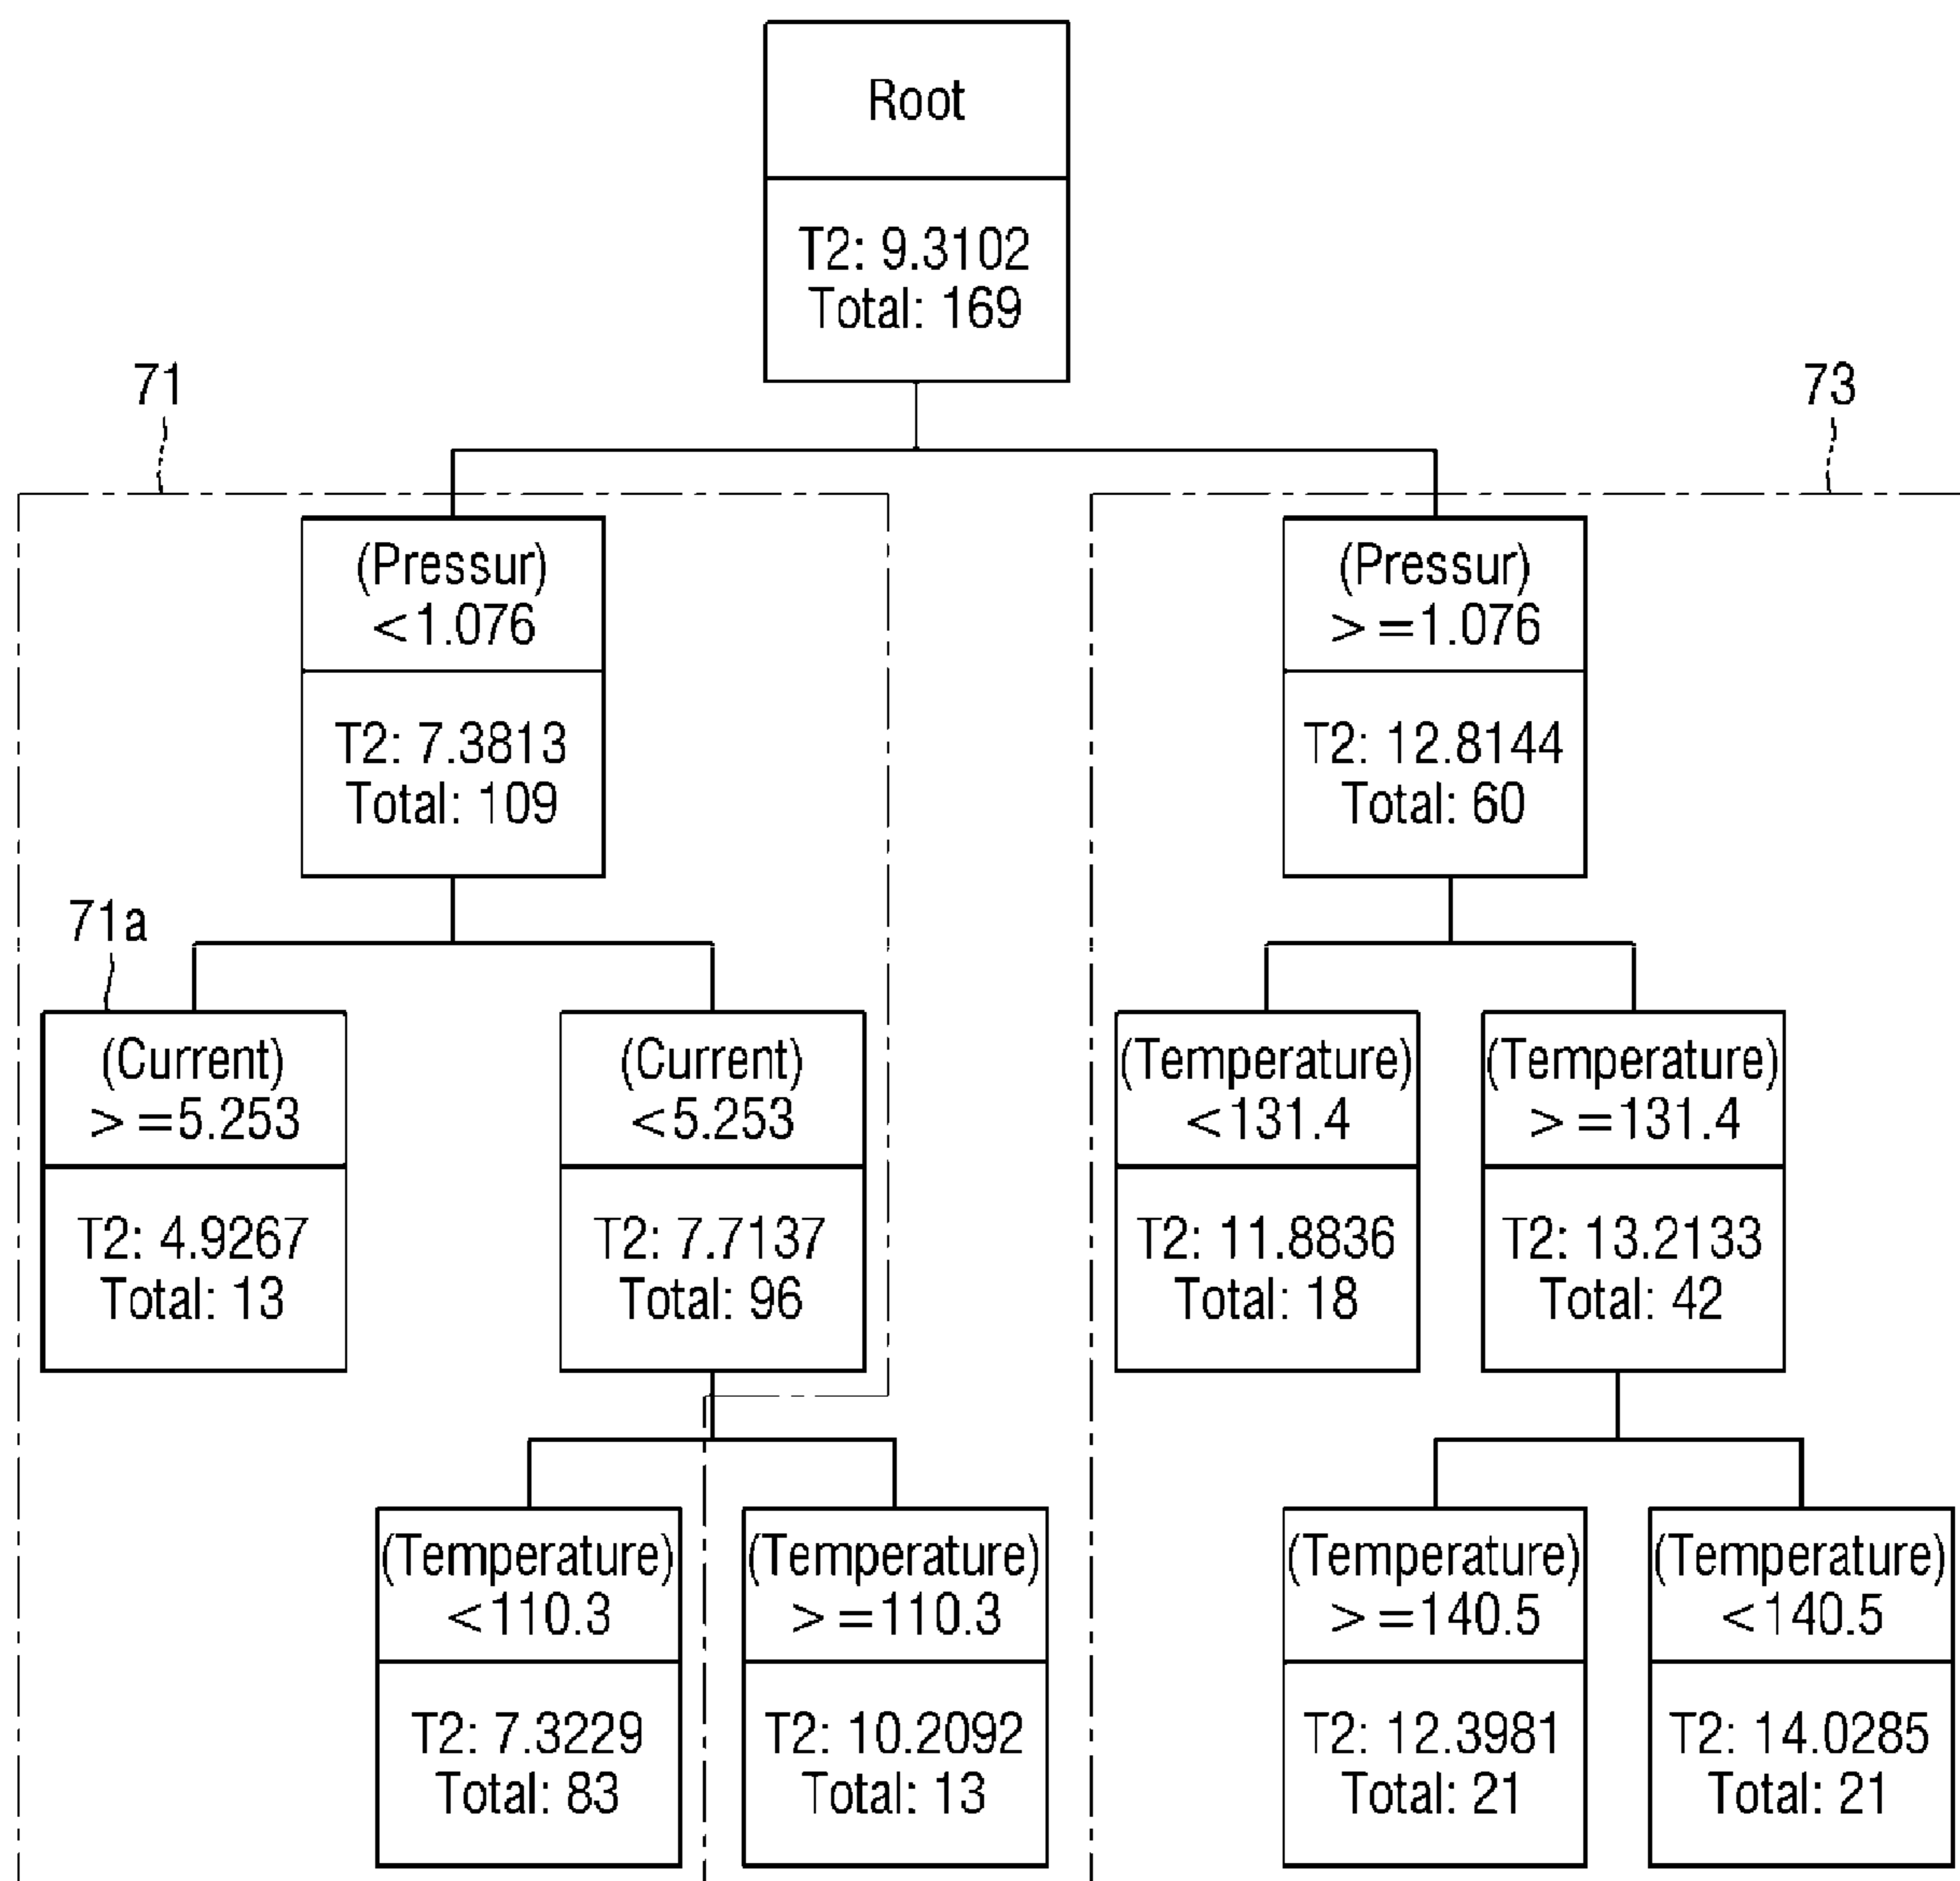 Root
T2: 9.3102
Total: 169
71
73
(Pressur)
<1.076
T2: 7.3813
Total: 109
(Pressur)
>=1.076
T2: 12.8144
Total: 60
71a
(Current)
>=5.253
T2: 4.9267
Total: 13
(Current)
<5.253
T2: 7.7137
Total: 96
(Temperature)
<131.4
T2: 11.8836
Total: 18
(Temperature)
>=131.4
T2: 13.2133
Total: 42
(Temperature)
<110.3
T2: 7.3229
Total: 83
(Temperature)
>=110.3
T2: 10.2092
Total: 13
(Temperature)
>=140.5
T2: 12.3981
Total: 21
(Temperature)
<140.5
T2: 14.0285
Total: 21